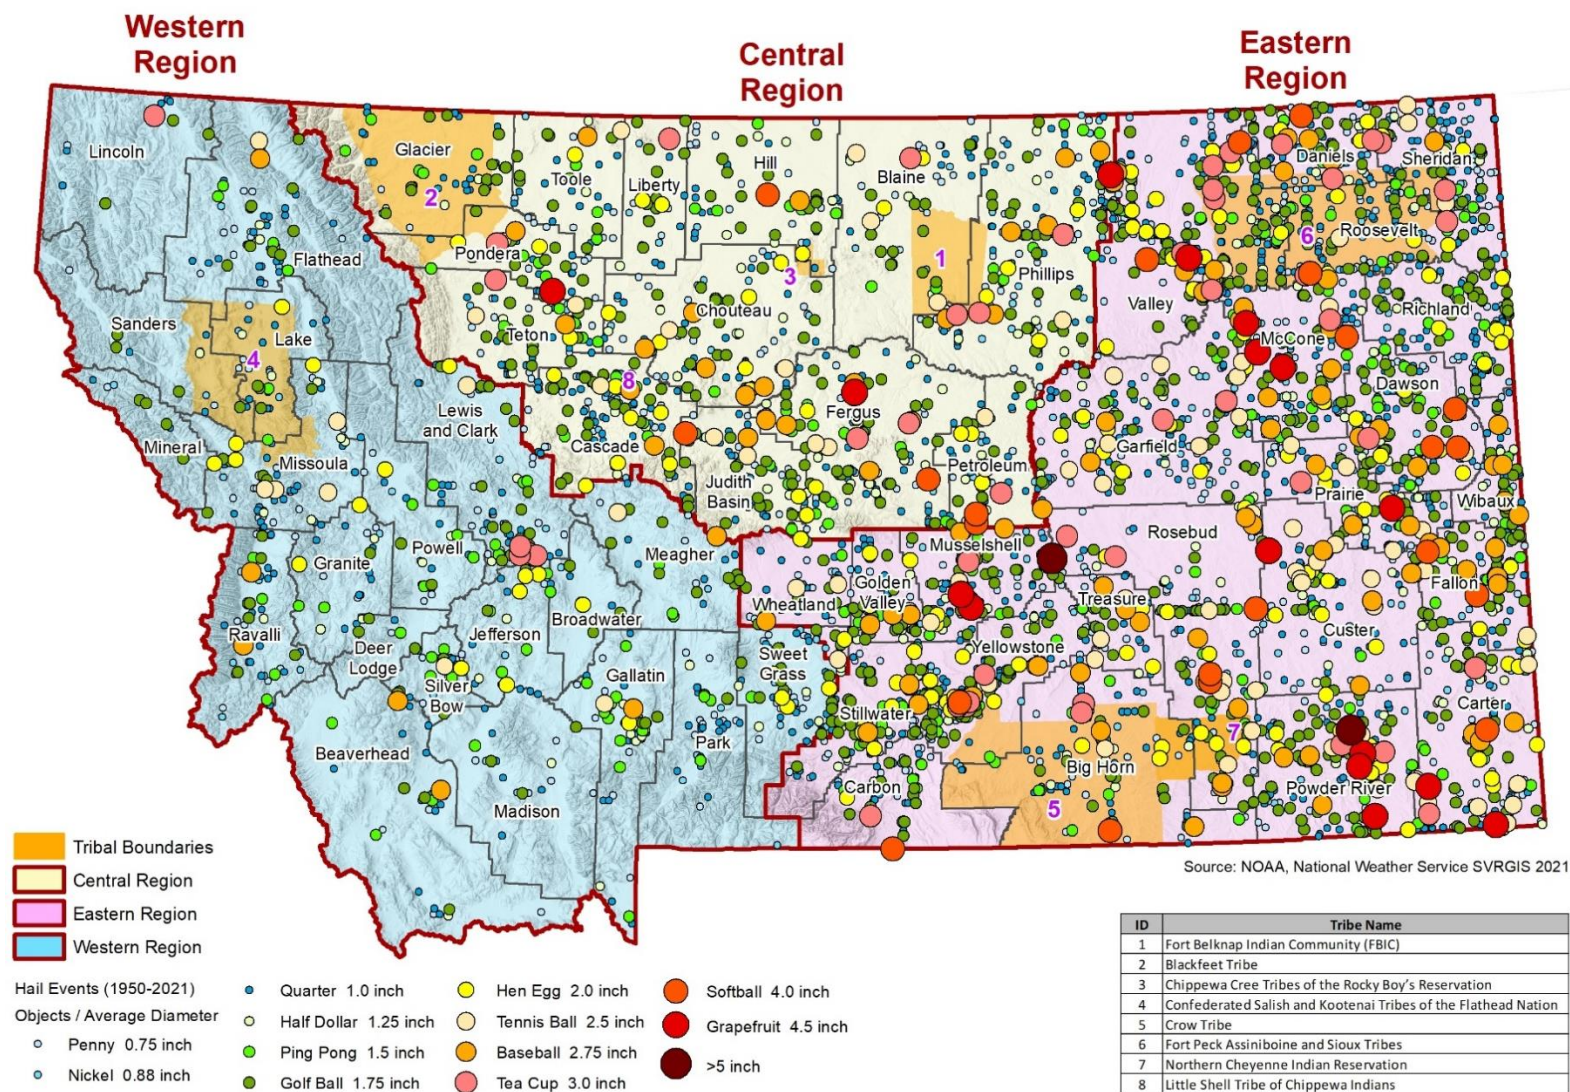 Western
Region
Central
Region
Eastern
Region
Lincoln
Glacier
2
Toole
Liberty
Hill
Blaine
Daniels
Sheridan
Flathead
Pondera
3
1
Phillips
6
Roosevelt
Sanders
Lake
4
Teton
Chouteau
Valley
Richland
McCone
8
Lewis
and Clark
Fergus
Dawson
Mineral
Missoula
Cascade
Judith
Basin
Petroleum
Garfield
Prairie
Wibaux
Granite
Powell
Meagher
Musselshell
Rosebud
Wheatland
Golden
Valley
Treasure
Fallon
Ravalli
Deer
Lodge
Jefferson
Broadwater
Sweet
Grass
Yellowstone
Custer
Silver
Bow
Gallatin
Stillwater
Carter
Beaverhead
Park
7
Big Horn
Madison
Carbon
5
Powder River
Source: NOAA, National Weather Service SVRGIS 2021
Tribal Boundaries
Central Region
Eastern Region
Western Region
Hail Events (1950-2021)
Objects / Average Diameter
Penny 0.75 inch
Nickel 0.88 inch
Quarter 1.0 inch
Half Dollar 1.25 inch
Ping Pong 1.5 inch
Golf Ball 1.75 inch
Hen Egg 2.0 inch
Tennis Ball 2.5 inch
Baseball 2.75 inch
Tea Cup 3.0 inch
Softball 4.0 inch
Grapefruit 4.5 inch
>5 inch
ID Tribe Name
1 Fort Belknap Indian Community (FBIC)
2 Blackfeet Tribe
3 Chippewa Cree Tribes of the Rocky Boy's Reservation
4 Confederated Salish and Kootenai Tribes of the Flathead Nation
5 Crow Tribe
6 Fort Peck Assiniboine and Sioux Tribes
7 Northern Cheyenne Indian Reservation
8 Little Shell Tribe of Chippewa Indians